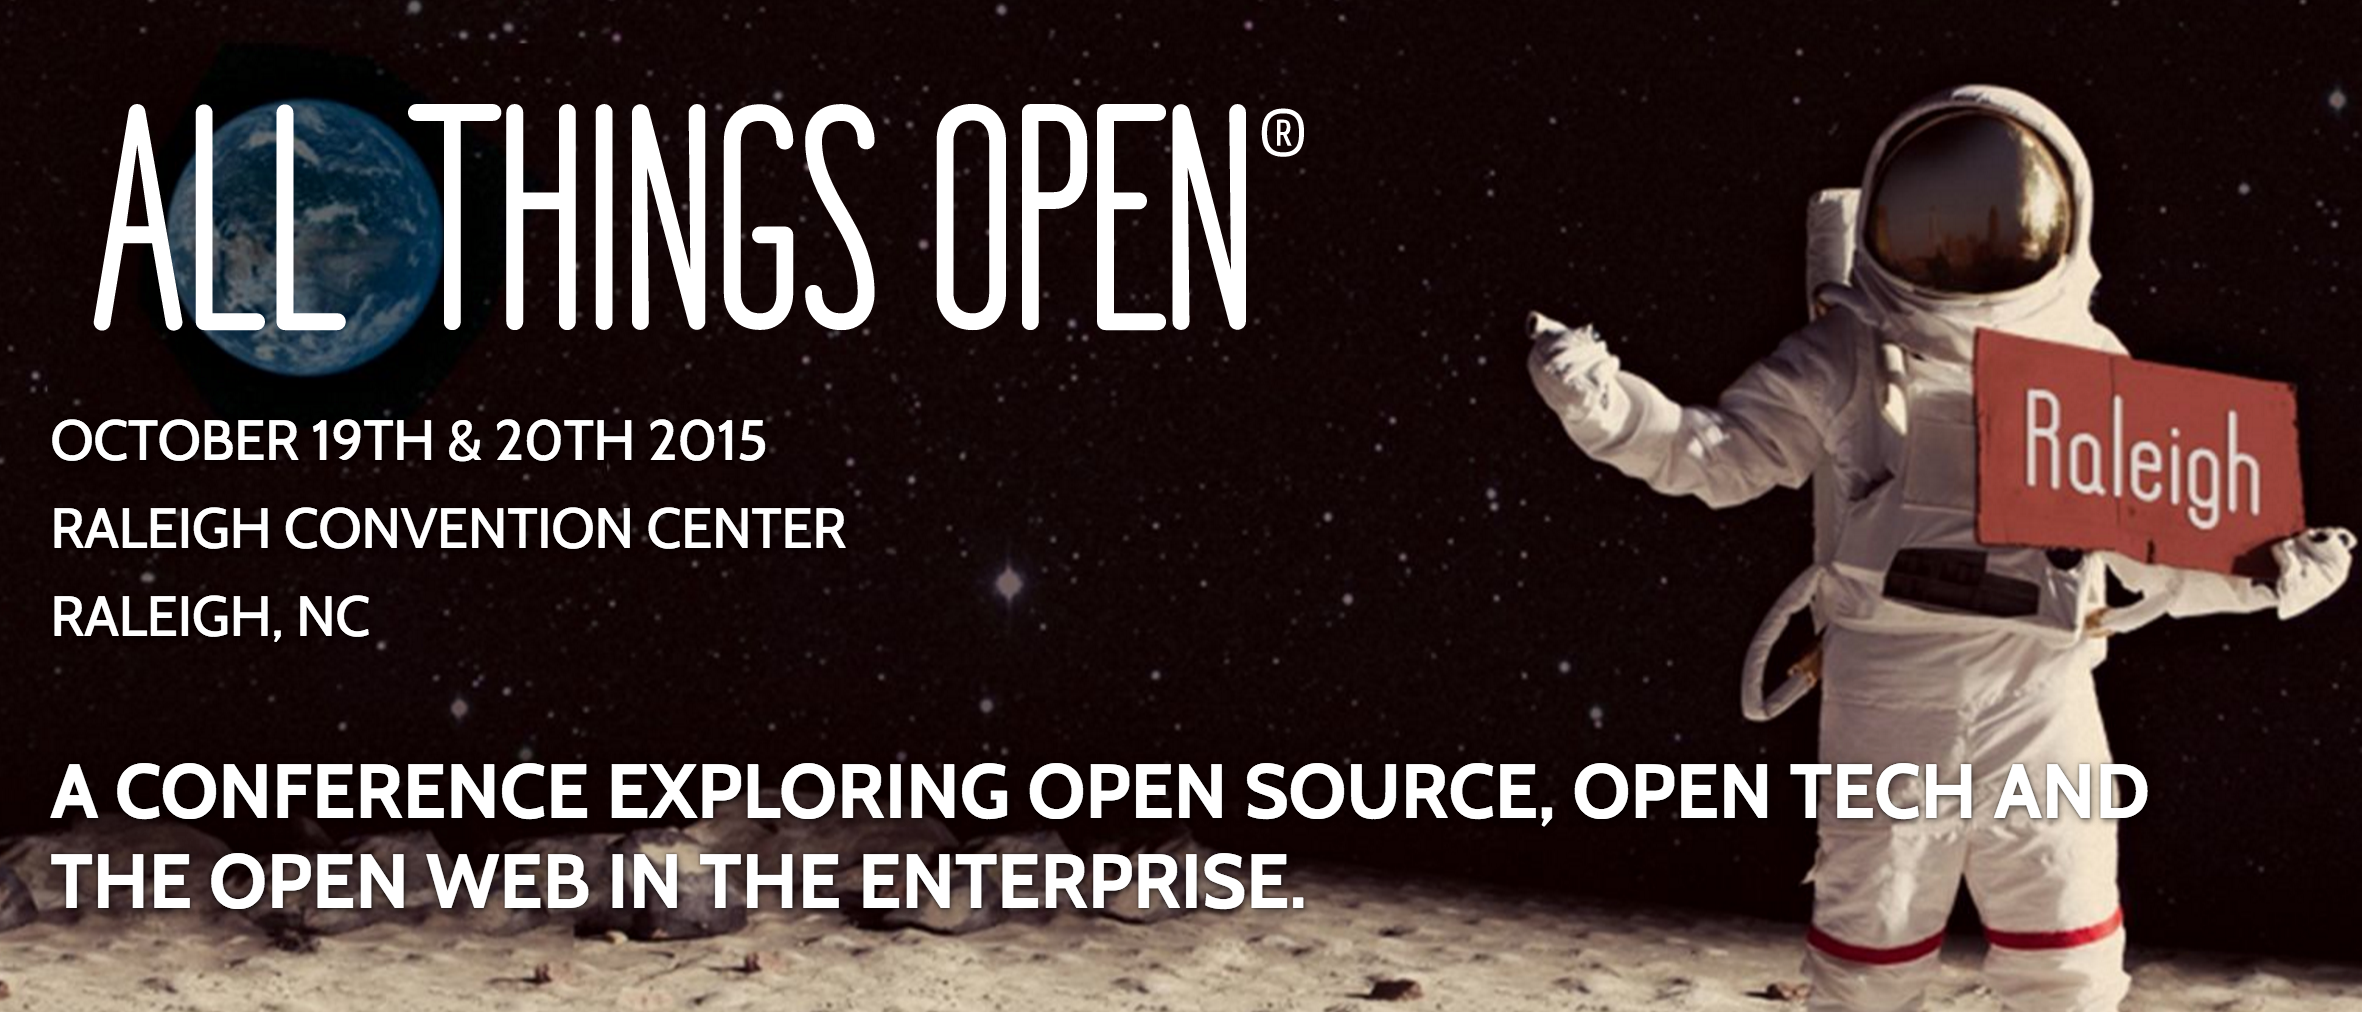 ALL THINGS OPEN®
OCTOBER 19TH & 20TH 2015
RALEIGH CONVENTION CENTER
RALEIGH, NC
Raleigh
A CONFERENCE EXPLORING OPEN SOURCE, OPEN TECH AND
THE OPEN WEB IN THE ENTERPRISE.